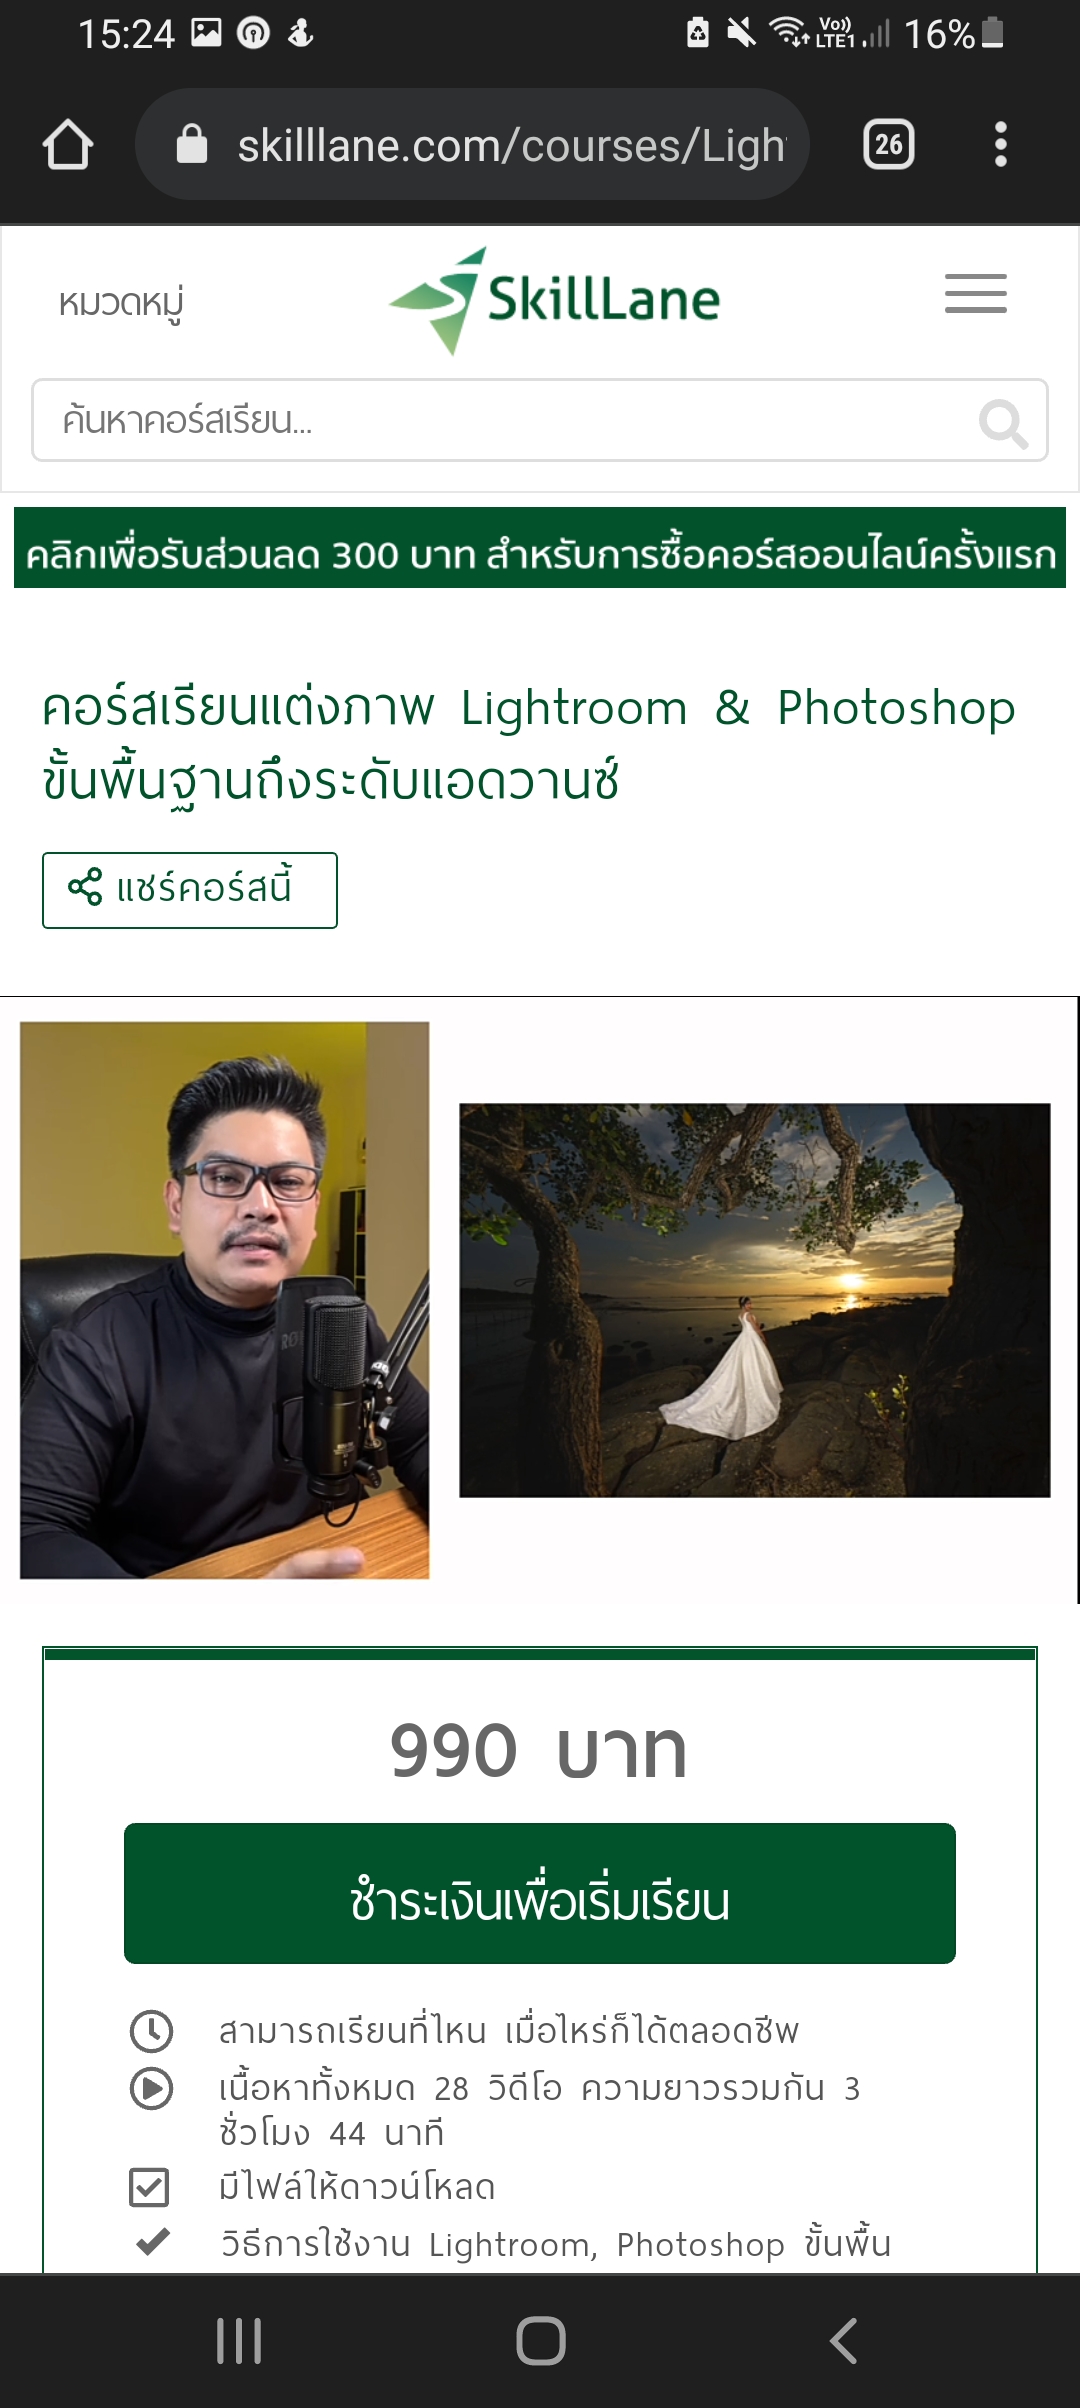 15:24
Vo)) LTE1 16%
skilllane.com/courses/Ligh
26
หมวดหมู่
SkillLane
ค้นหาคอร์สเรียน...
คลิกเพื่อรับส่วนลด 300 บาท สำหรับการซื้อคอร์สออนไลน์ครั้งแรก
คอร์สเรียนแต่งภาพ Lightroom & Photoshop
ขั้นพื้นฐานถึงระดับแอดวานซ์
แชร์คอร์สนี้
990 บาท
ชำระเงินเพื่อเริ่มเรียน
สามารถเรียนที่ไหน เมื่อไหร่ก็ได้ตลอดชีพ
เนื้อหาทั้งหมด 28 วิดีโอ ความยาวรวมกัน 3
ชั่วโมง 44 นาที
มีไฟล์ให้ดาวน์โหลด
วิธีการใช้งาน Lightroom, Photoshop ขั้นพื้น